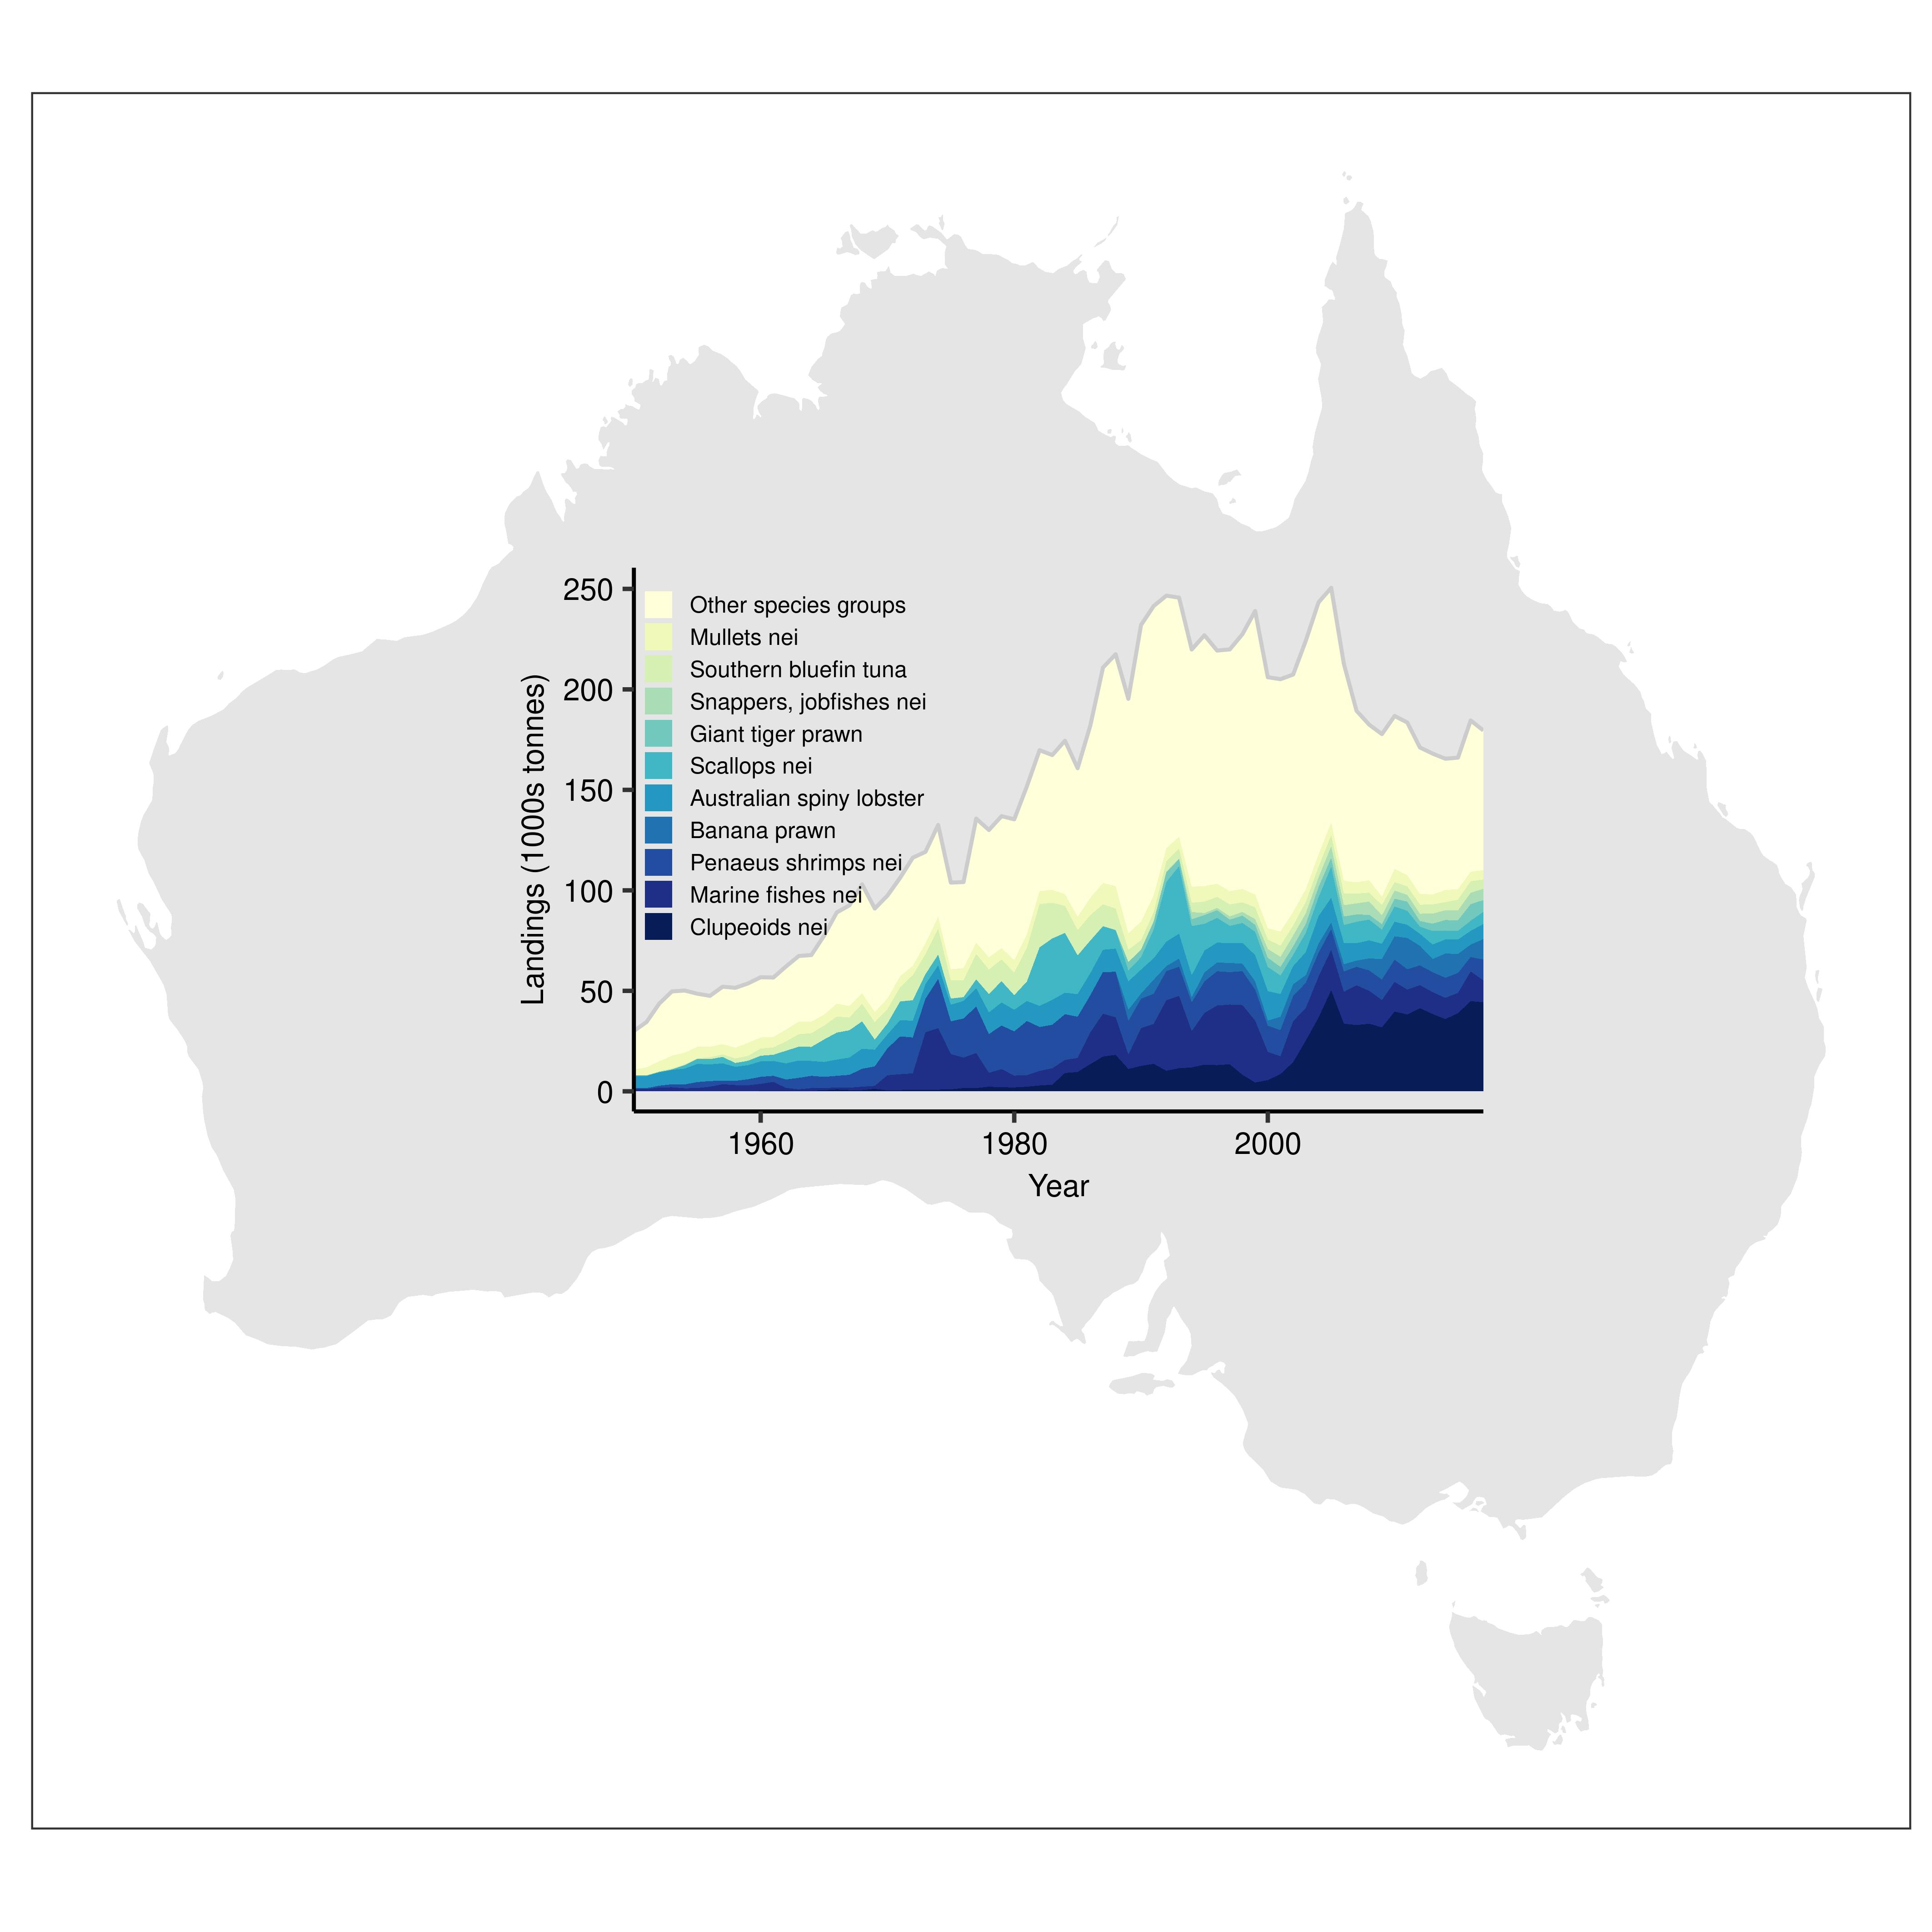 Landings (1000s tonnes)
250
200
150
100
50
0
Other species groups
Mullets nei
Southern bluefin tuna
Snappers, jobfishes nei
Giant tiger prawn
Scallops nei
Australian spiny lobster
Banana prawn
Penaeus shrimps nei
Marine fishes nei
Clupeoids nei
1960 1980 2000
Year